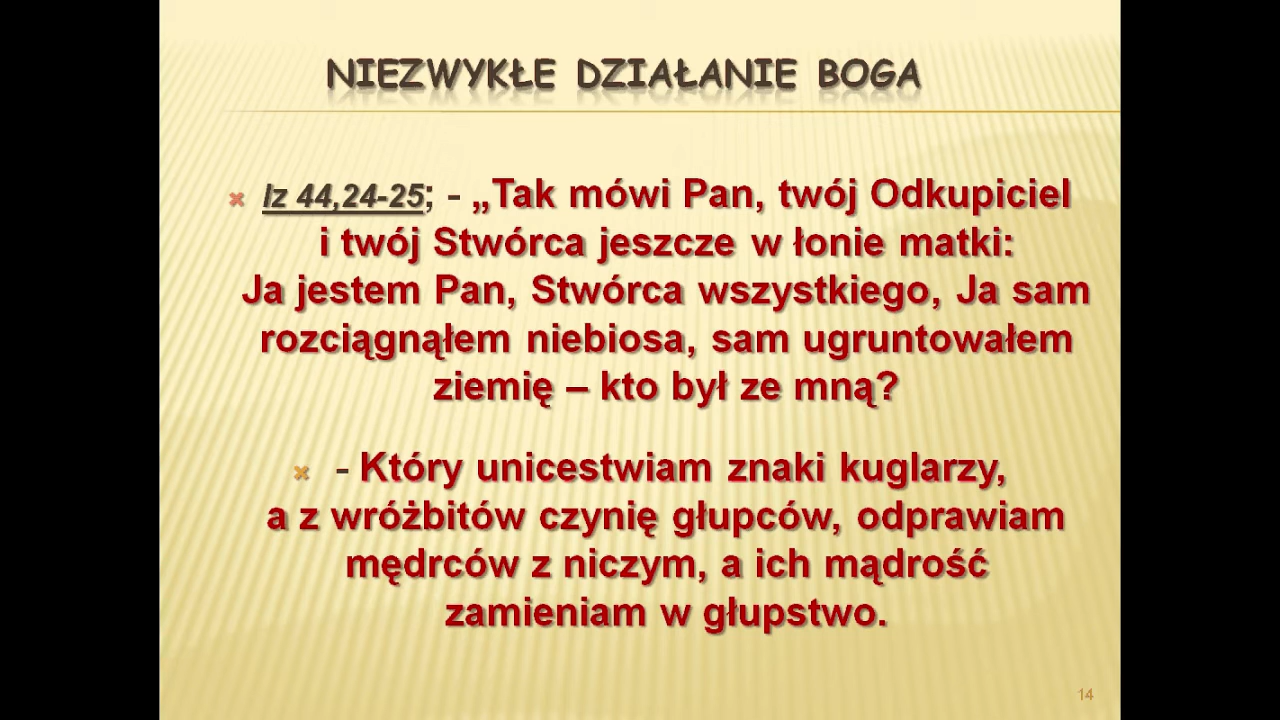 NIEZWYKŁE DZIAŁANIE BOGA
Iz 44,24-25; - „Tak mówi Pan, twój Odkupiciel
i twój Stwórca jeszcze w łonie matki:
Ja jestem Pan, Stwórca wszystkiego, Ja sam
rozciągnąłem niebiosa, sam ugruntowałem
ziemię – kto był ze mną?
- Który unicestwiam znaki kuglarzy,
a z wróżbitów czynię głupców, odprawiam
mędrców z niczym, a ich mądrość
zamieniam w głupstwo.
14